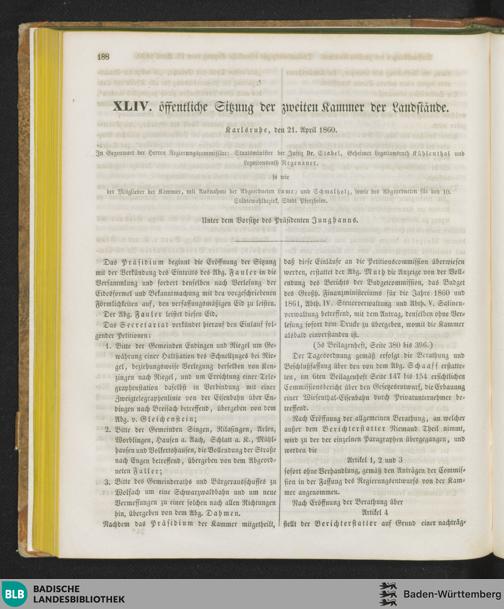 188
XLIV. öffentliche Sitzung der zweiten Kammer der Landstände.
Karlsruhe, den 21. April 1860.
In Gegenwart der Herren Regierungskommissäre: Staatsminister der Justiz Dr. Stabel, Geheimer Legationsrath Kühlenthal und
Legationsrath Regenauer.
so wie
der Mitglieder der Kammer, mit Ausnahme der Abgeordneten Lamey und Schmalholz, sowie des Abgeordneten für den 10.
Städtewahlbezirk, Stadt Pforzheim.
Unter dem Vorsitze des Präsidenten Junghanns.
Das Präsidium beginnt die Eröffnung der Sitzung
mit der Verkündung des Eintritts des Abg. Fauler in die
Versammlung und fordert denselben nach Verlesung der
Eidesformel und Bekanntmachung mit den vorgeschriebenen
Förmlichkeiten auf, den verfassungsmäßigen Eid zu leisten.
Der Abg. Fauler leistet diesen Eid.
Das Secretariat verkündet hierauf den Einlauf fol-
gender Petitionen:
1. Bitte der Gemeinden Endingen und Riegel um Ge-
währung einer Haltstation des Schnellzuges bei Rie-
gel, beziehungsweise Verlegung derselben von Ken-
zingen nach Riegel, und um Errichtung einer Tele-
graphenstation daselbst in Verbindung mit einer
Zweigtelegraphenlinie von der Eisenbahn über En-
dingen nach Breisach betreffend, übergeben von dem
Abg. v. Gleichenstein;
2. Bitte der Gemeinden Singen, Rilasingen, Arlen,
Worblingen, Hausen a. Aach, Schlatt a. K., Mühl-
hausen und Volkertshausen, die Vollendung der Straße
nach Engen betreffend, übergeben von dem Abgeord-
neten Faller;
3. Bitte des Gemeinderaths und Bürgerausschusses zu
Wolfach um eine Schwarzwaldbahn und um neue
Vermessungen zu einer solchen nach allen Richtungen
hin, übergeben von dem Abg. Dahmen.
Nachdem das Präsidium der Kammer mitgetheilt,
daß diese Einläufe an die Petitionscommission überwiesen
werden, erstattet der Abg. Muth die Anzeige von der Voll-
endung des Berichts der Budgetcommission, das Budget
des Großh. Finanzministeriums für die Jahre 1860 und
1861, Abth. IV. Steuerverwaltung und Abth. V. Salinen-
verwaltung betreffend, mit dem Antrag, denselben ohne Ver-
lesung sofort dem Druck zu übergeben, womit die Kammer
alsbald einverstanden ist.
(5d Beilagenheft, Seite 380 bis 396.)
Der Tagesordnung gemäß erfolgt die Berathung und
Beschlußfassung über den von dem Abg. Schaaff erstatte-
ten, im 6ten Beilagenheft Seite 147 bis 154 ersichtlichen
Commissionsbericht über den Gesetzesentwurf, die Erbauung
einer Wiesenthal-Eisenbahn durch Privatunternehmer be-
treffend.
Nach Eröffnung der allgemeinen Berathung, an welcher
außer dem Berichterstatter Niemand Theil nimmt,
wird zu der der einzelnen Paragraphen übergegangen, und
werden die
Artikel 1, 2 und 3
sofort ohne Verhandlung, gemäß den Anträgen der Commis-
sion in der Fassung des Regierungsentwurfs von der Kam-
mer angenommen.
Nach Eröffnung der Berathung über
Artikel 4
stellt der Berichterstatter auf Grund einer nachträg-
BLB BADISCHE
LANDESBIBLIOTHEK
Baden-Württemberg